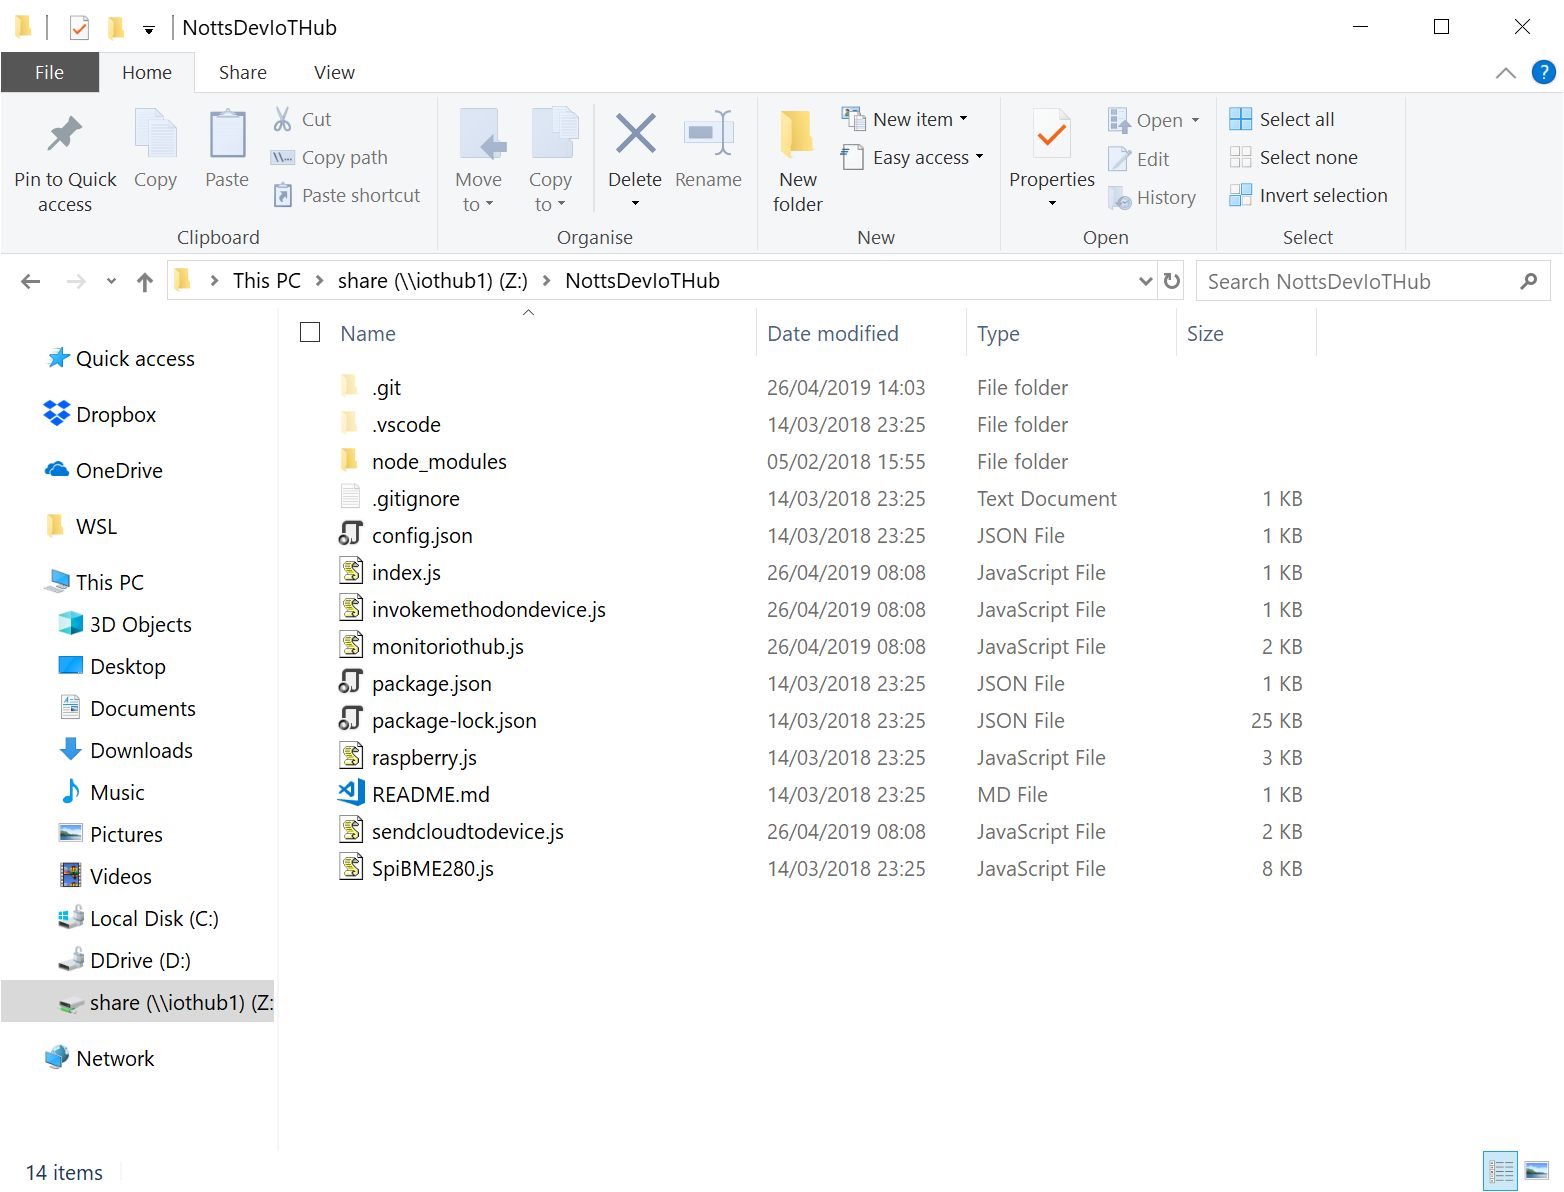 NottsDevIoTHub
File Home Share View
Pin to Quick access
Copy
Paste
Cut
Copy path
Paste shortcut
Clipboard
Move to
Copy to
Delete
Rename
Organise
New folder
New item
Easy access
New
Properties
Open
Edit
History
Open
Select all
Select none
Invert selection
Select
This PC > share (\\iothub1) (Z:) > NottsDevIoTHub
Search NottsDevIoTHub
Name Date modified Type Size
Quick access
Dropbox
OneDrive
WSL
This PC
3D Objects
Desktop
Documents
Downloads
Music
Pictures
Videos
Local Disk (C:)
DDrive (D:)
share (\\iothub1) (Z:
Network
.git 26/04/2019 14:03 File folder
.vscode 14/03/2018 23:25 File folder
node_modules 05/02/2018 15:55 File folder
.gitignore 14/03/2018 23:25 Text Document 1 KB
config.json 14/03/2018 23:25 JSON File 1 KB
index.js 26/04/2019 08:08 JavaScript File 1 KB
invokemethodondevice.js 26/04/2019 08:08 JavaScript File 1 KB
monitoriothub.js 26/04/2019 08:08 JavaScript File 2 KB
package.json 14/03/2018 23:25 JSON File 1 KB
package-lock.json 14/03/2018 23:25 JSON File 25 KB
raspberry.js 14/03/2018 23:25 JavaScript File 3 KB
README.md 14/03/2018 23:25 MD File 1 KB
sendcloudtodevice.js 26/04/2019 08:08 JavaScript File 2 KB
SpiBME280.js 14/03/2018 23:25 JavaScript File 8 KB
14 items